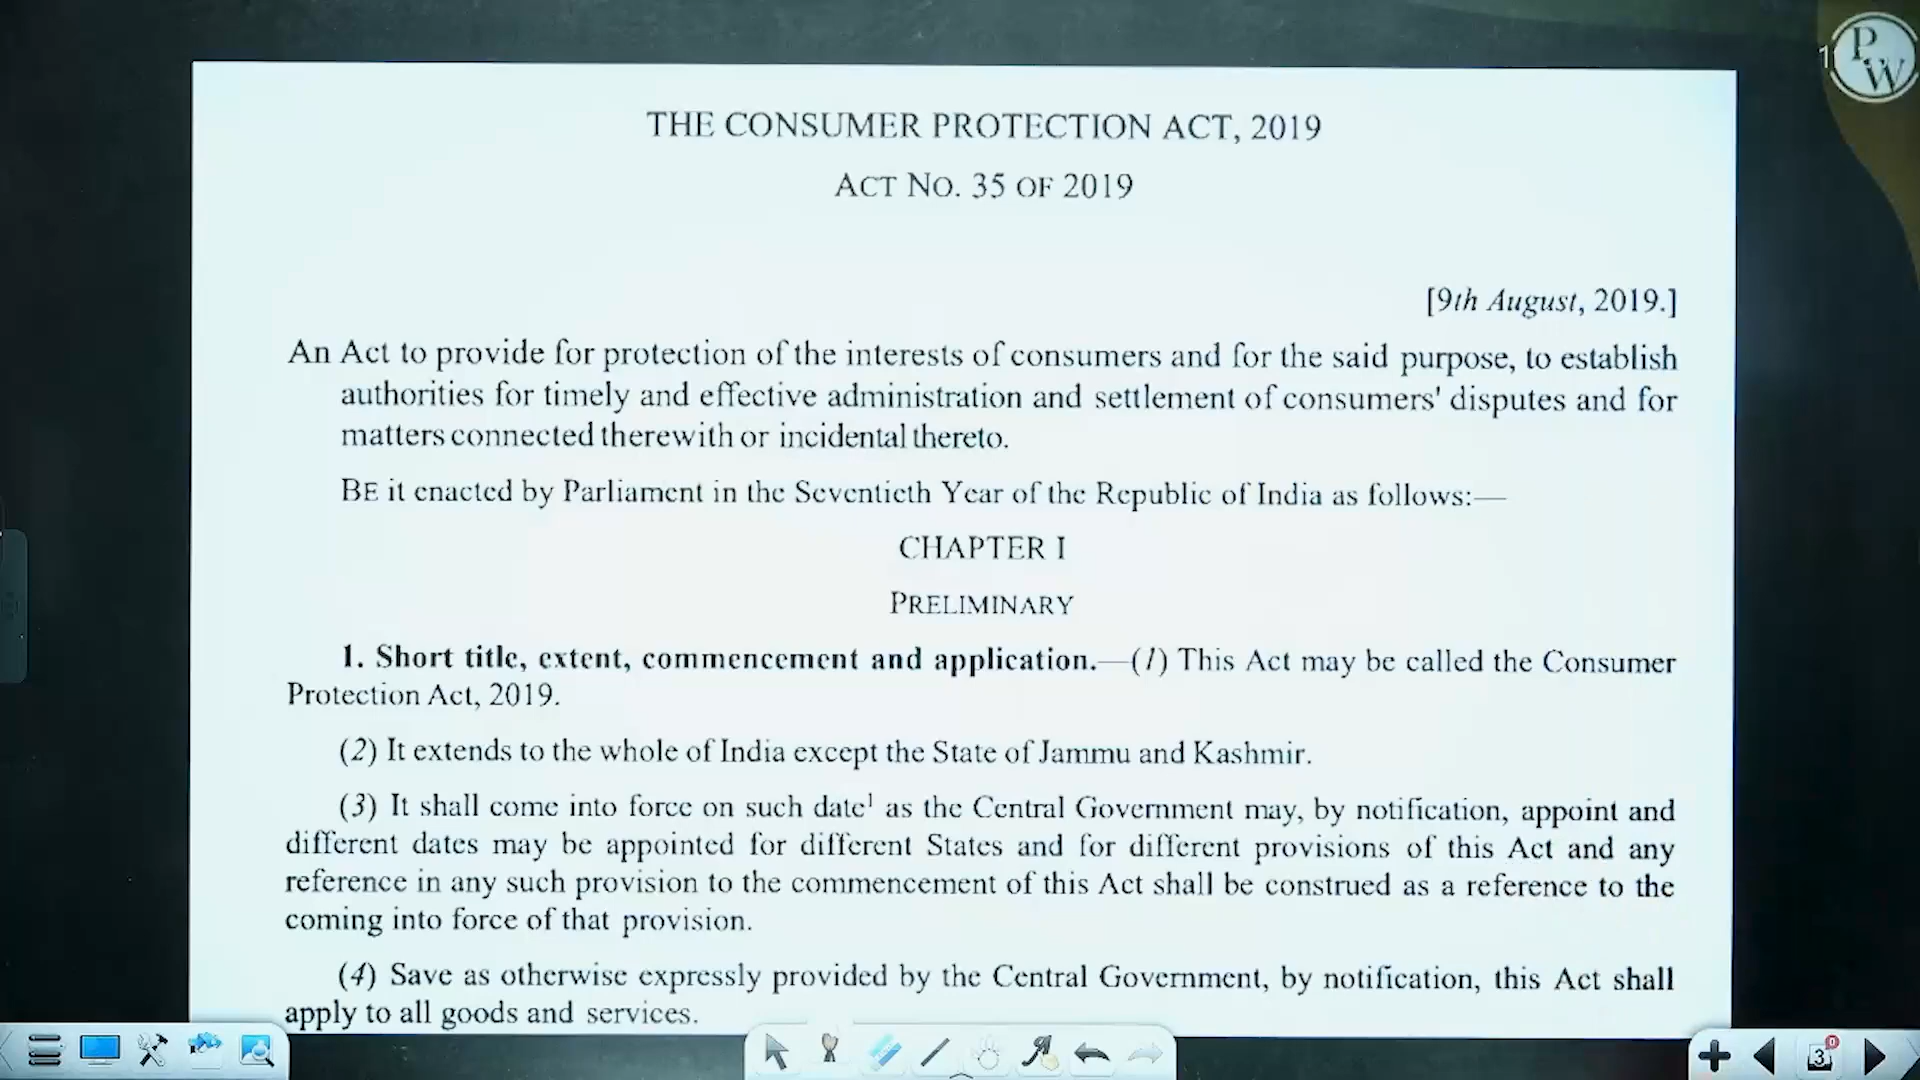 PW
1
THE CONSUMER PROTECTION ACT, 2019
ACT NO. 35 OF 2019
[9th August, 2019.]
An Act to provide for protection of the interests of consumers and for the said purpose, to establish
authorities for timely and effective administration and settlement of consumers' disputes and for
matters connected therewith or incidental thereto.
BE it enacted by Parliament in the Seventieth Year of the Republic of India as follows:—
CHAPTER I
PRELIMINARY
1. Short title, extent, commencement and application.—(1) This Act may be called the Consumer
Protection Act, 2019.
(2) It extends to the whole of India except the State of Jammu and Kashmir.
(3) It shall come into force on such date¹ as the Central Government may, by notification, appoint and
different dates may be appointed for different States and for different provisions of this Act and any
reference in any such provision to the commencement of this Act shall be construed as a reference to the
coming into force of that provision.
(4) Save as otherwise expressly provided by the Central Government, by notification, this Act shall
apply to all goods and services.
3
0